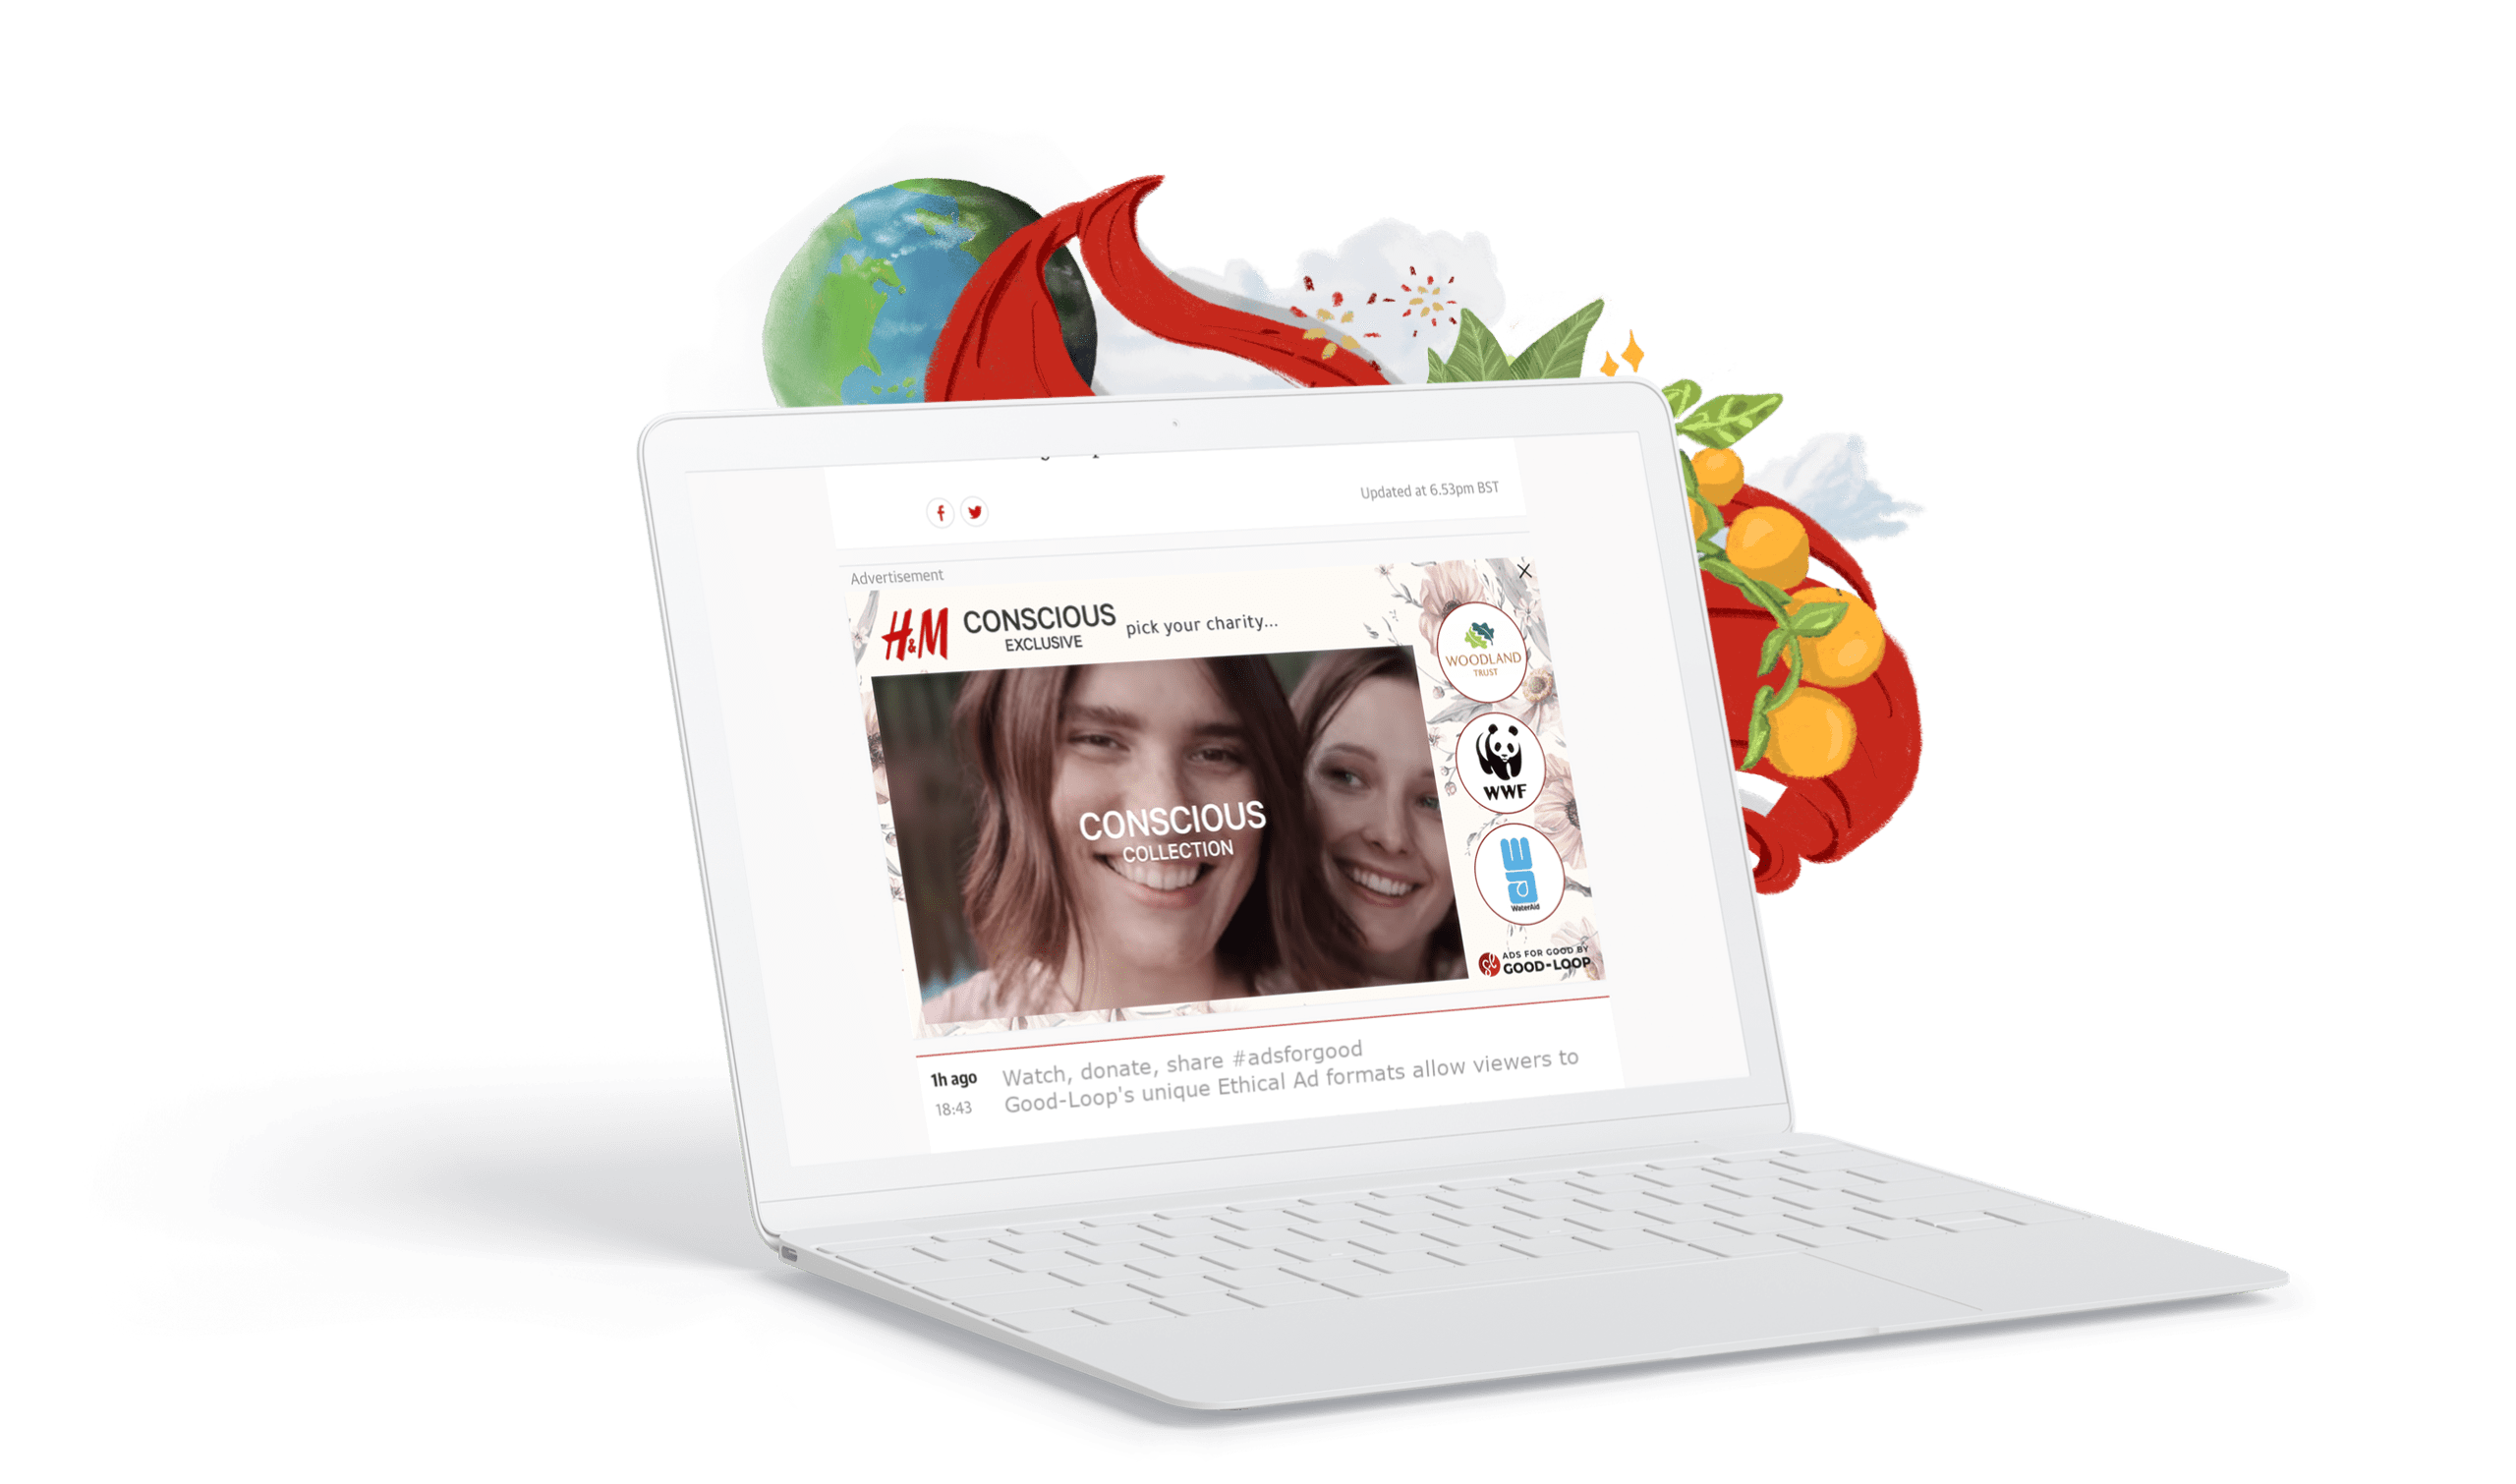 Updated at 6.53pm BST
Advertisement
H&M CONSCIOUS
EXCLUSIVE
pick your charity...
WOODLAND
TRUST
WWF
CONSCIOUS
COLLECTION
WaterAid
ADS FOR GOOD BY
GOOD-LOOP
1h ago
18:43
Watch, donate, share #adsforgood
Good-Loop's unique Ethical Ad formats allow viewers to